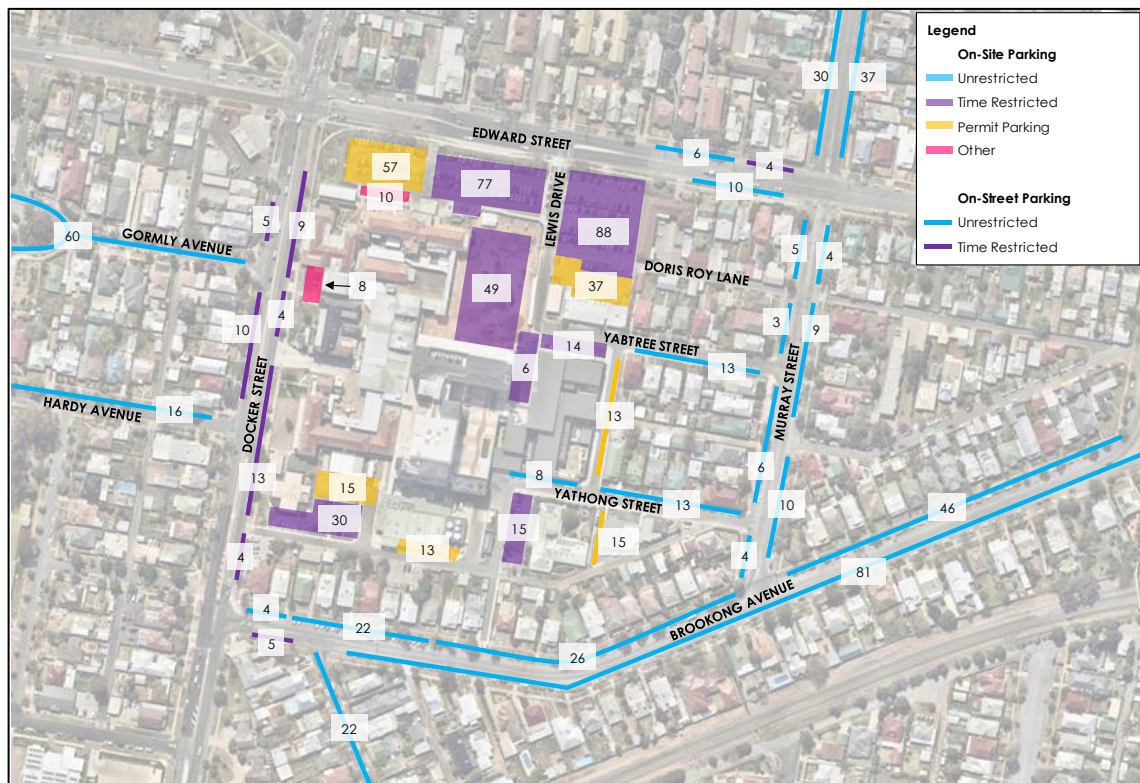 Legend
On-Site Parking
Unrestricted
Time Restricted
Permit Parking
Other
On-Street Parking
Unrestricted
Time Restricted
30
37
EDWARD STREET
6
4
10
57
77
10
LEWIS DRIVE
88
5
9
60
GORMLY AVENUE
5
4
DORIS ROY LANE
8
49
37
10
4
3
9
14
YABTREE STREET
6
13
MURRAY STREET
HARDY AVENUE
16
DOCKER STREET
13
13
8
6
15
YATHONG STREET
13
10
46
30
15
15
13
4
4
81
BROOKONG AVENUE
4
22
5
26
22